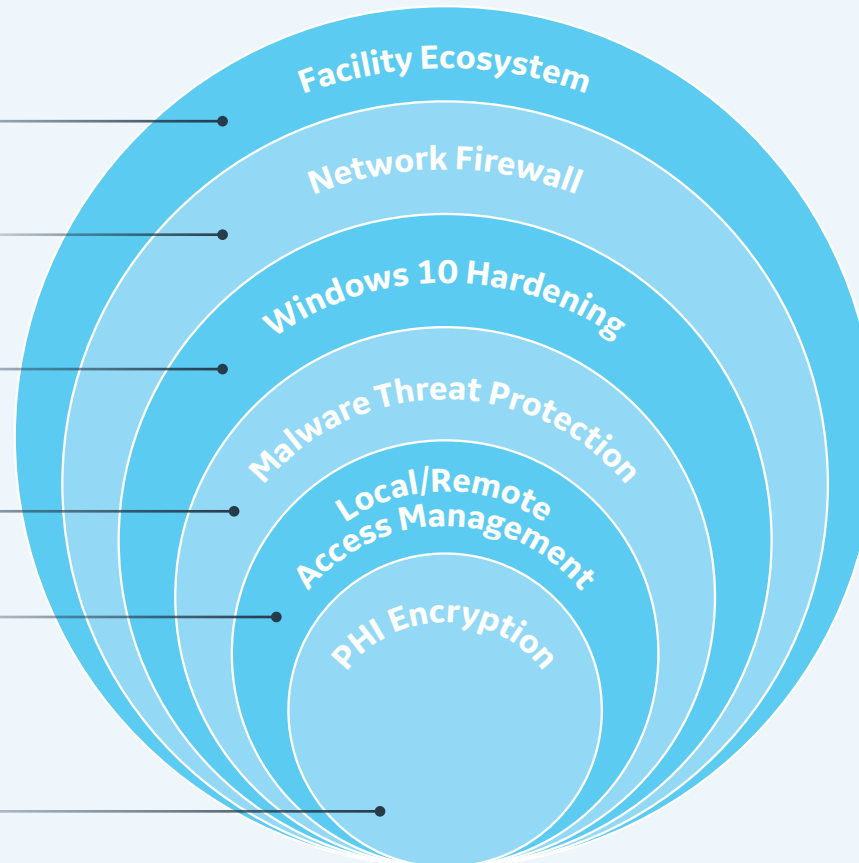 Facility Ecosystem
Network Firewall
Windows 10 Hardening
Malware Threat Protection
Local/Remote
Access Management
PHI Encryption